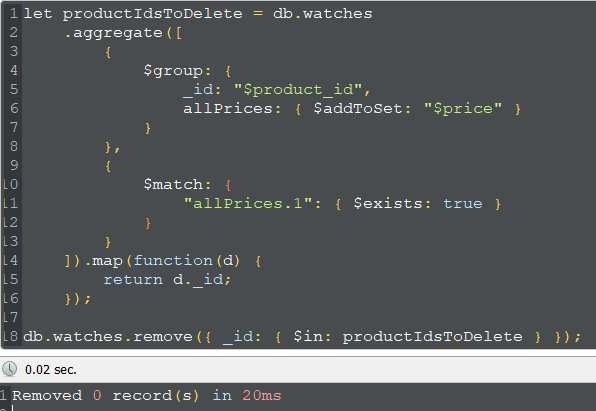 1 let productIdsToDelete = db.watches
2     .aggregate([
3         {
4             $group: {
5                 _id: "$product_id",
6                 allPrices: { $addToSet: "$price" }
7             }
8         },
9         {
10             $match: {
11                 "allPrices.1": { $exists: true }
12             }
13         }
14     ]).map(function(d) {
15         return d._id;
16     });
17
18 db.watches.remove({ _id: { $in: productIdsToDelete } });
0.02 sec.
1 Removed 0 record(s) in 20ms